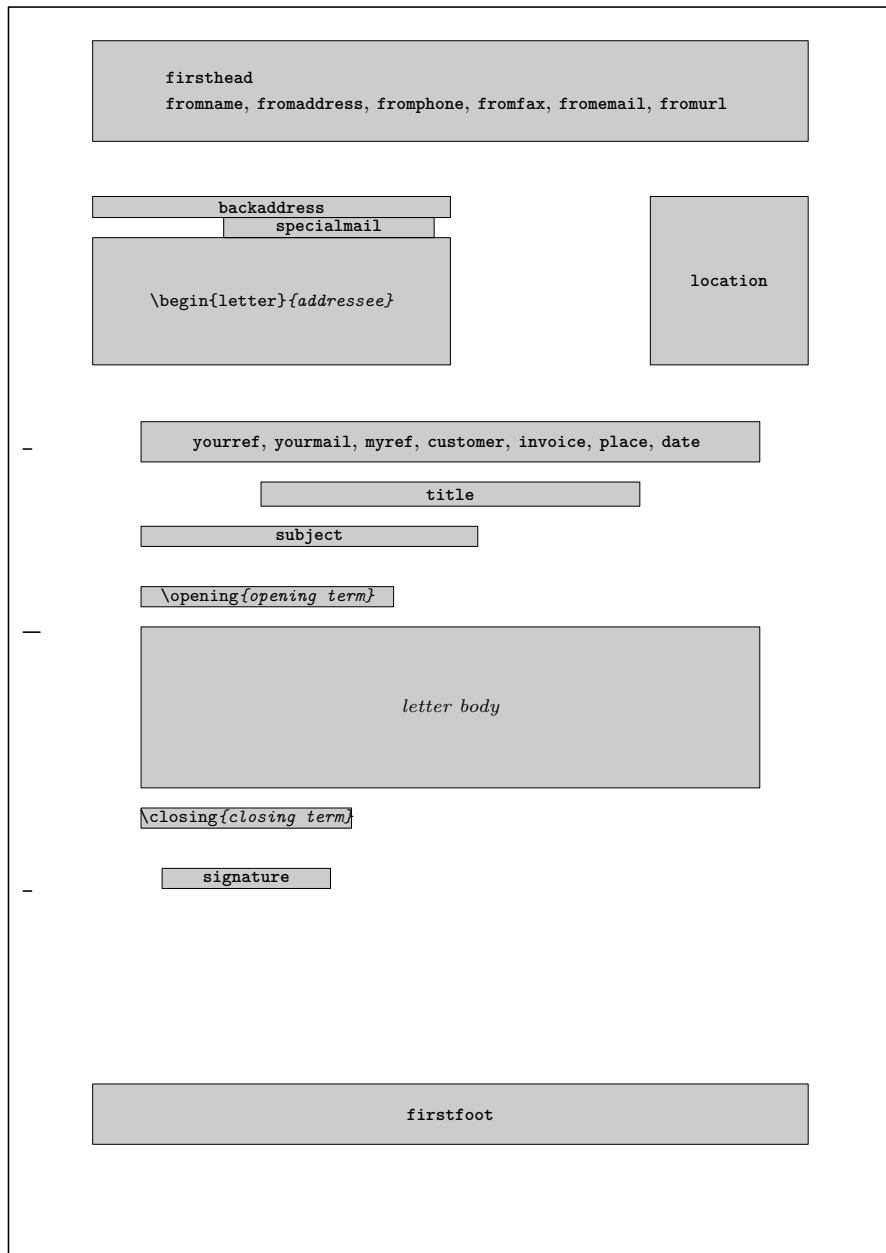 firsthead
fromname, fromaddress, fromphone, fromfax, fromemail, fromurl
backaddress
specialmail
\begin{letter}{addressee}
location
yourref, yourmail, myref, customer, invoice, place, date
title
subject
\opening{opening term}
letter body
\closing{closing term}
signature
firstfoot